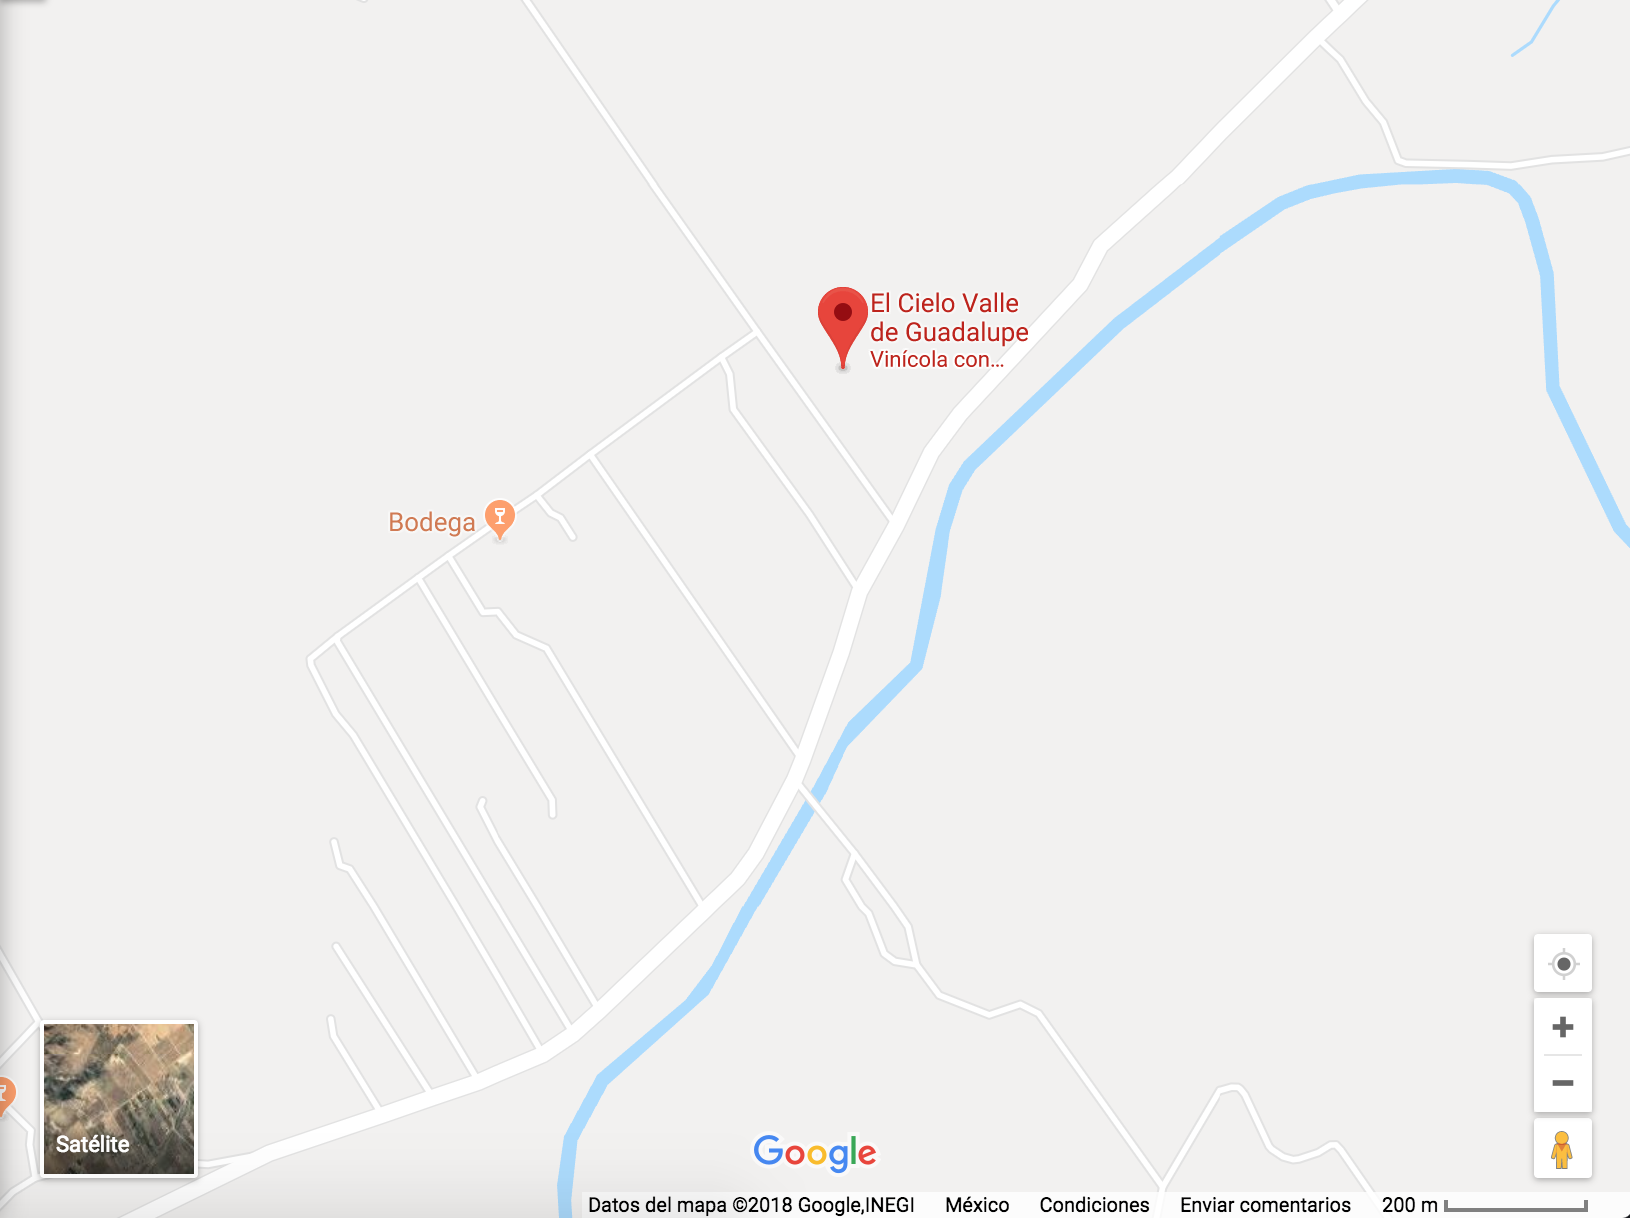 El Cielo Valle
de Guadalupe
Vinícola con...
Bodega
Satélite
Google
Datos del mapa ©2018 Google,INEGI México Condiciones Enviar comentarios 200 m